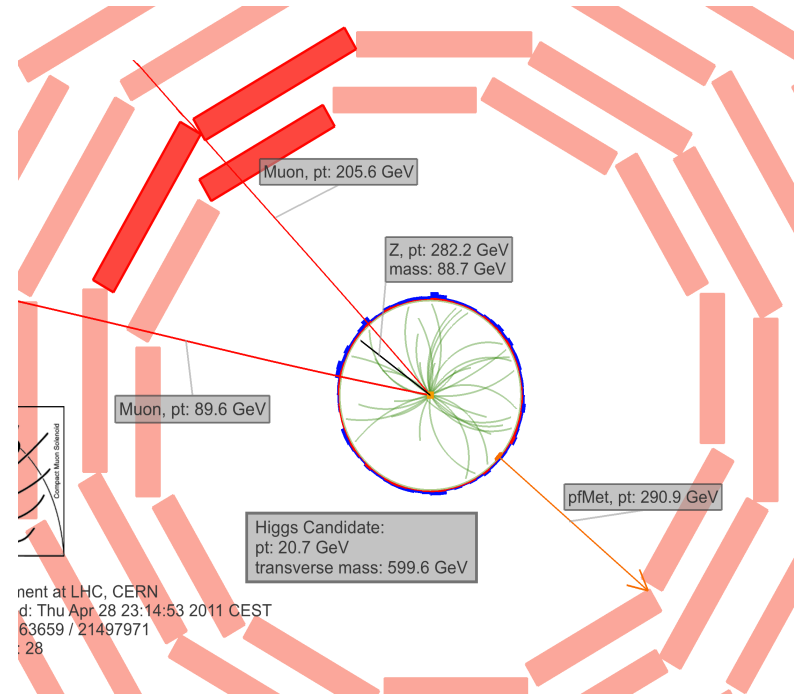 Muon, pt: 205.6 GeV
Z, pt: 282.2 GeV
mass: 88.7 GeV
Muon, pt: 89.6 GeV
Compact Muon Solenoid
pfMet, pt: 290.9 GeV
Higgs Candidate:
pt: 20.7 GeV
transverse mass: 599.6 GeV
ment at LHC, CERN
d: Thu Apr 28 23:14:53 2011 CEST
63659 / 21497971
: 28